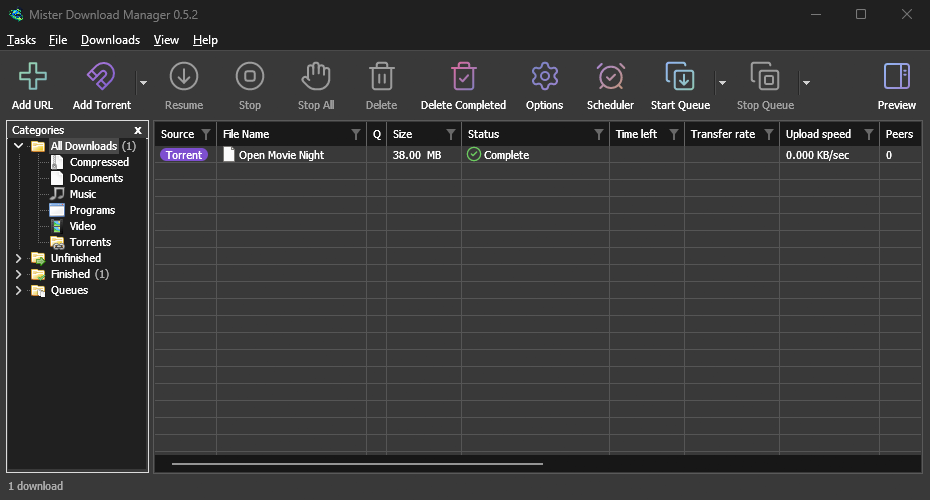 Mister Download Manager 0.5.2
Tasks File Downloads View Help
Add URL Add Torrent Resume Stop Stop All Delete Delete Completed Options Scheduler Start Queue Stop Queue Preview
Categories x
Source File Name Q Size Status Time left Transfer rate Upload speed Peers
All Downloads (1)
Torrent Open Movie Night 38.00 MB Complete 0.000 KB/sec 0
Compressed
Documents
Music
Programs
Video
Torrents
Unfinished
Finished (1)
Queues
1 download